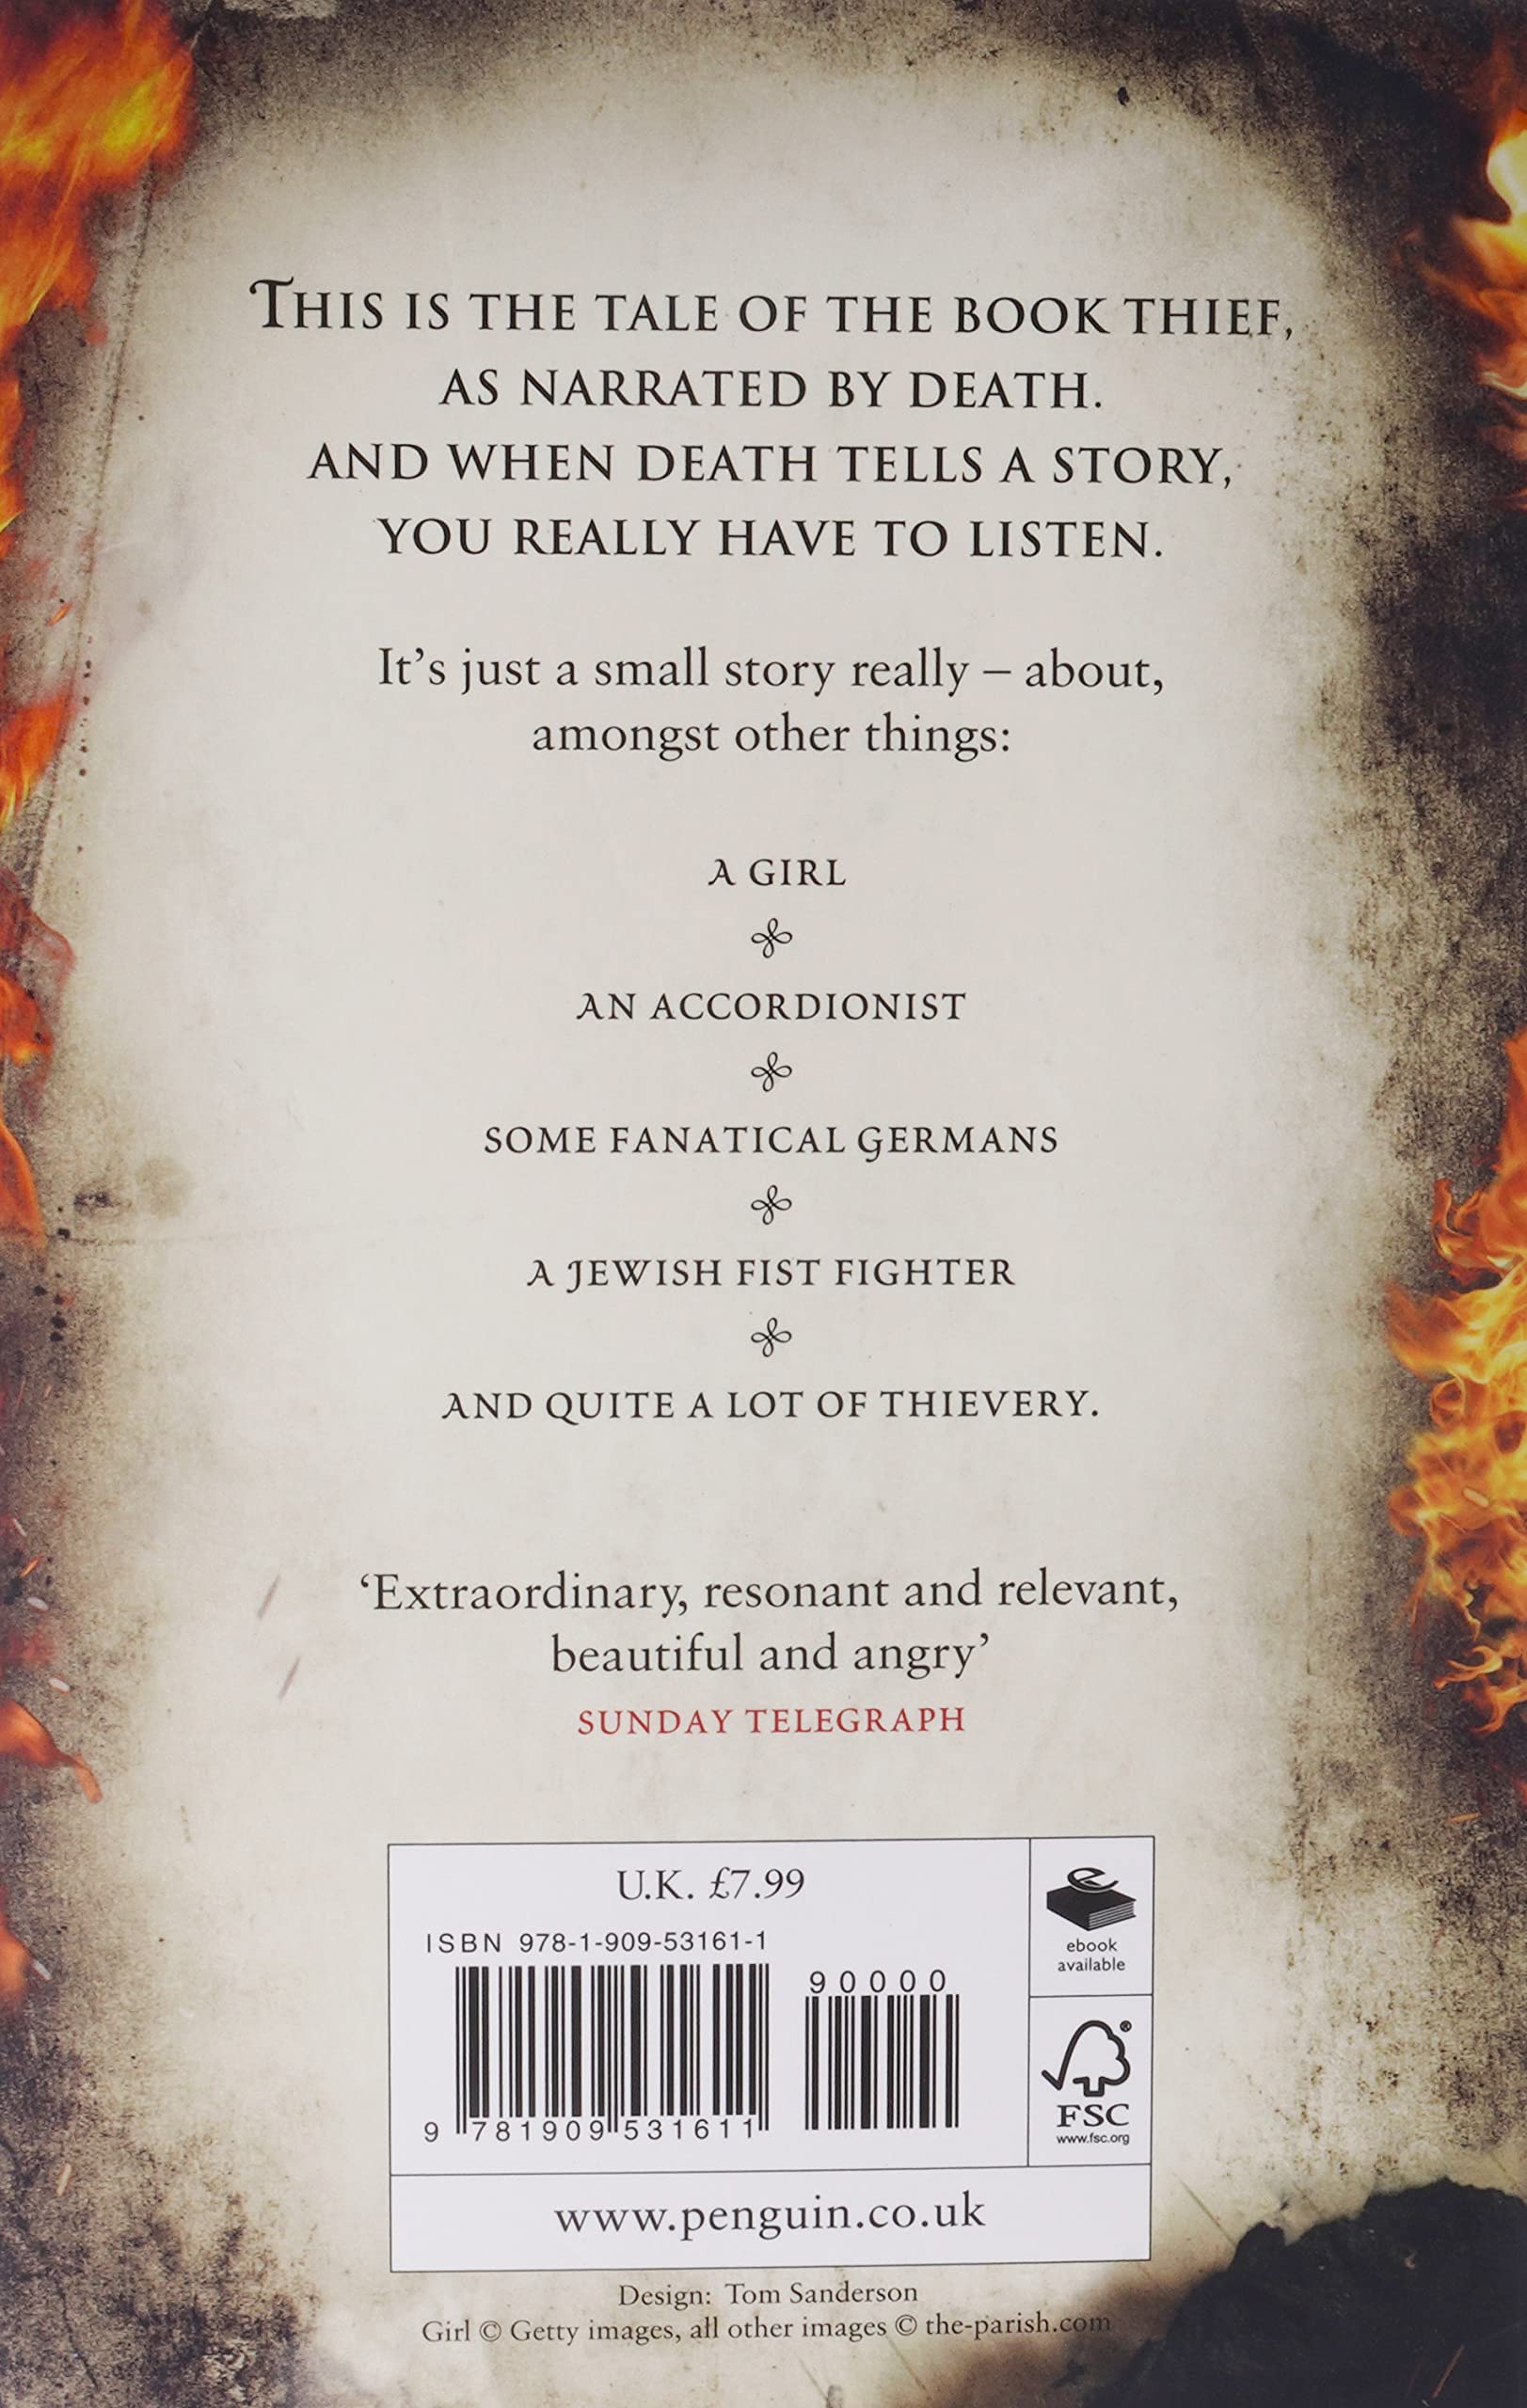 THIS IS THE TALE OF THE BOOK THIEF,
AS NARRATED BY DEATH.
AND WHEN DEATH TELLS A STORY,
YOU REALLY HAVE TO LISTEN.
It's just a small story really – about,
amongst other things:
A GIRL
AN ACCORDIONIST
SOME FANATICAL GERMANS
A JEWISH FIST FIGHTER
AND QUITE A LOT OF THIEVERY.
‘Extraordinary, resonant and relevant,
beautiful and angry’
SUNDAY TELEGRAPH
U.K. £7.99
ISBN 978-1-909-53161-1
90000
9 781909 531611
e
ebook
available
®
FSC
www.fsc.org
www.penguin.co.uk
Design: Tom Sanderson
Girl © Getty images, all other images © the-parish.com